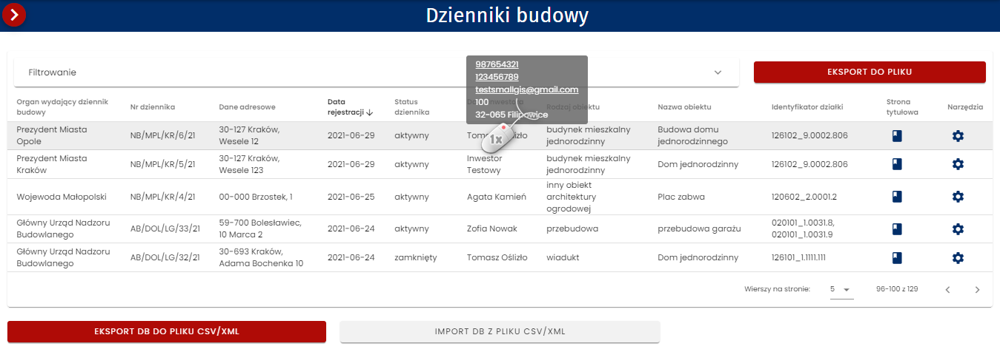 Dzienniki budowy
Filtrowanie
EKSPORT DO PLIKU
987654321
123456789
testsmallgis@gmail.com
100
32-065 Filipowice
Organ wydający dziennik
budowy
Nr dziennika
Dane adresowe
Data
rejestracji
Status
dziennika
Rodzaj obiektu
Nazwa obiektu
Identyfikator działki
Strona
tytułowa
Narzędzia
Prezydent Miasta
Opole
NB/MPL/KR/6/21
30-127 Kraków,
Wesele 12
2021-06-29
aktywny
1x
budynek mieszkalny
jednorodzinny
Budowa domu
jednorodzinnego
126102_9.0002.806
Prezydent Miasta
Kraków
NB/MPL/KR/5/21
30-127 Kraków,
Wesele 123
2021-06-29
aktywny
Inwestor
Testowy
budynek mieszkalny
jednorodzinny
Dom jednorodzinny
126102_9.0002.806
Wojewoda Małopolski
NB/MPL/KR/4/21
00-000 Brzostek, 1
2021-06-25
aktywny
Agata Kamień
inny obiekt
architektury
ogrodowej
Plac zabwa
120602_2.0001.2
Główny Urząd Nadzoru
Budowlanego
AB/DOL/LG/33/21
59-700 Bolesławiec,
10 Marca 2
2021-06-24
aktywny
Zofia Nowak
przebudowa
przebudowa garażu
020101_1.0031.8,
020101_1.0031.9
Główny Urząd Nadzoru
Budowlanego
AB/DOL/LG/32/21
30-693 Kraków,
Adama Bochenka 10
2021-06-24
zamknięty
Tomasz Oślizło
wiadukt
Dom jednorodzinny
126101_1.1111.111
Wierszy na stronie:
5
96-100 z 129
EKSPORT DB DO PLIKU CSV/XML
IMPORT DB Z PLIKU CSV/XML